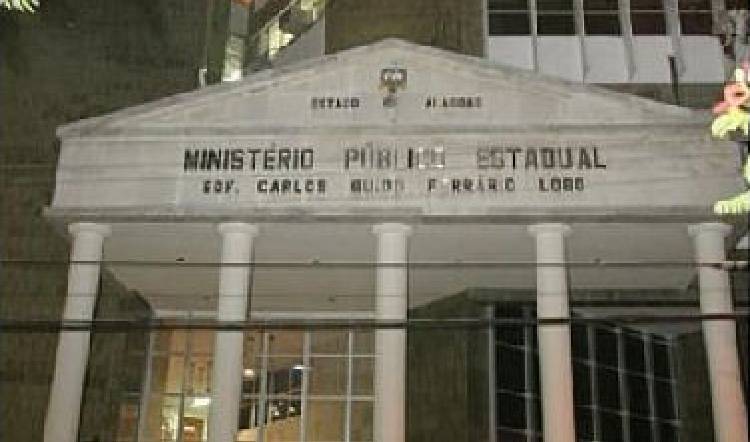 ESTADO DE ALAGOAS
MINISTÉRIO PÚBLICO ESTADUAL
EDF. CARLOS GUIDO FERRÁRIO LOBO